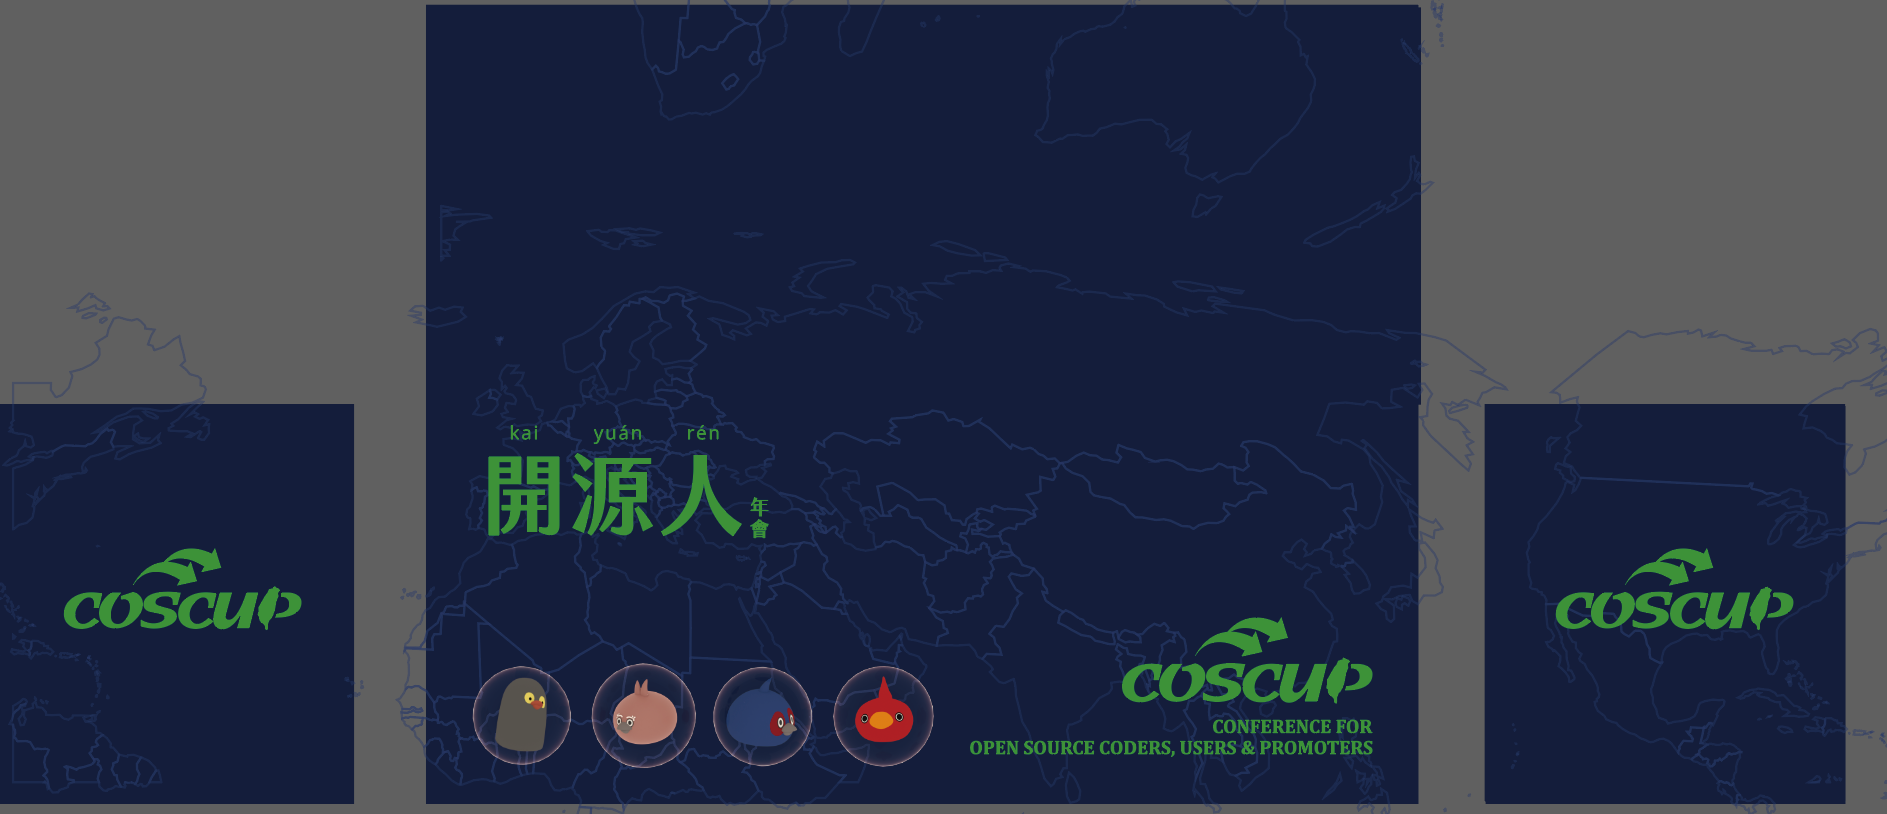 kai yuán rén
開源人年會
coscup
coscup
CONFERENCE FOR
OPEN SOURCE CODERS, USERS & PROMOTERS
coscup